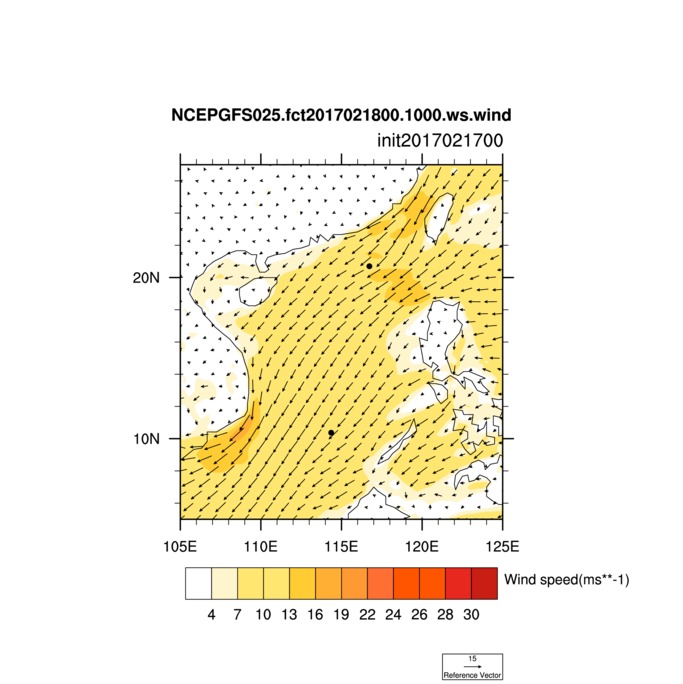 NCEPGFS025.fct2017021800.1000.ws.wind
init2017021700
20N
10N
105E 110E 115E 120E 125E
Wind speed(ms**-1)
4 7 10 13 16 19 22 24 26 28 30
15
Reference Vector